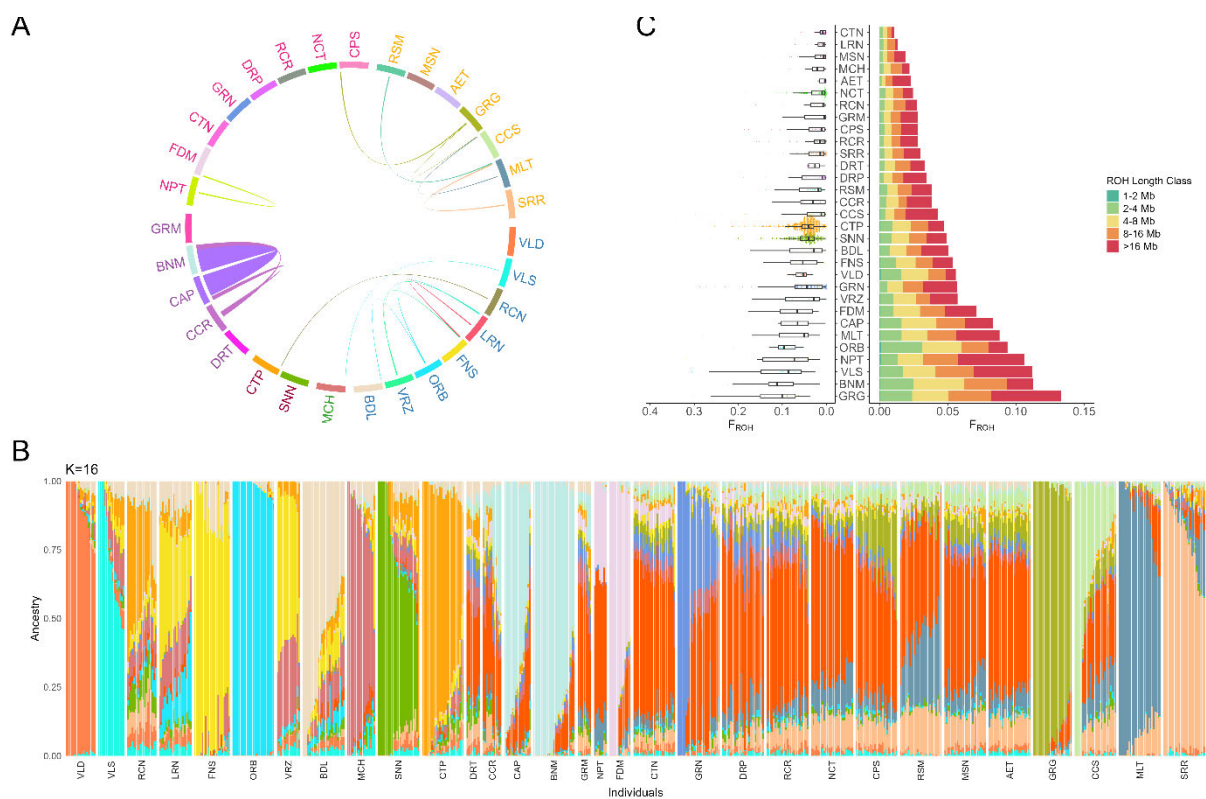 A
CPS
NCT
RCR
DRP
GRN
CTN
FDM
NPT
GRM
BNM
CAP
CCR
DRT
CTP
SNN
MCH
BDL
VRZ
ORB
FNS
LRN
RCN
VLS
VLD
SRR
MLT
CCS
GRG
AET
MSN
RSM
C
CTN
LRN
MSN
MCH
AET
NCT
RCN
GRM
CPS
RCR
SRR
DRT
DRP
RSM
CCR
CCS
CTP
SNN
BDL
FNS
VLD
GRN
VRZ
FDM
CAP
MLT
ORB
NPT
VLS
BNM
GRG
0.4 0.3 0.2 0.1 0.0
FROH
0.00 0.05 0.10 0.15
FROH
ROH Length Class
1-2 Mb
2-4 Mb
4-8 Mb
8-16 Mb
>16 Mb
B
K=16
1.00
0.75
0.50
0.25
0.00
Ancestry
VLD VLS RCN LRN FNS ORB VRZ BDL MCH SNN CTP DRT CCR CAP BNM GRM NPT FDM CTN GRN DRP RCR NCT CPS RSM MSN AET GRG CCS MLT SRR
Individuals